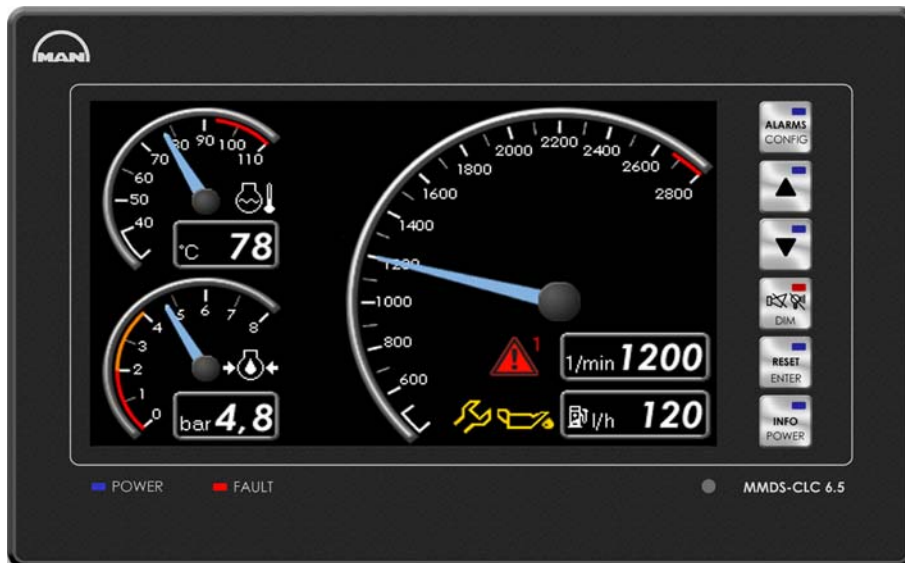 MAN
40
50
60
70
80
90
100
110
°C 78
0
1
2
3
4
5
6
7
8
bar 4,8
600
800
1000
1200
1400
1600
1800
2000
2200
2400
2600
2800
1
1/min 1200
l/h 120
ALARMS
CONFIG
DIM
RESET
ENTER
INFO
POWER
POWER
FAULT
MMDS-CLC 6.5